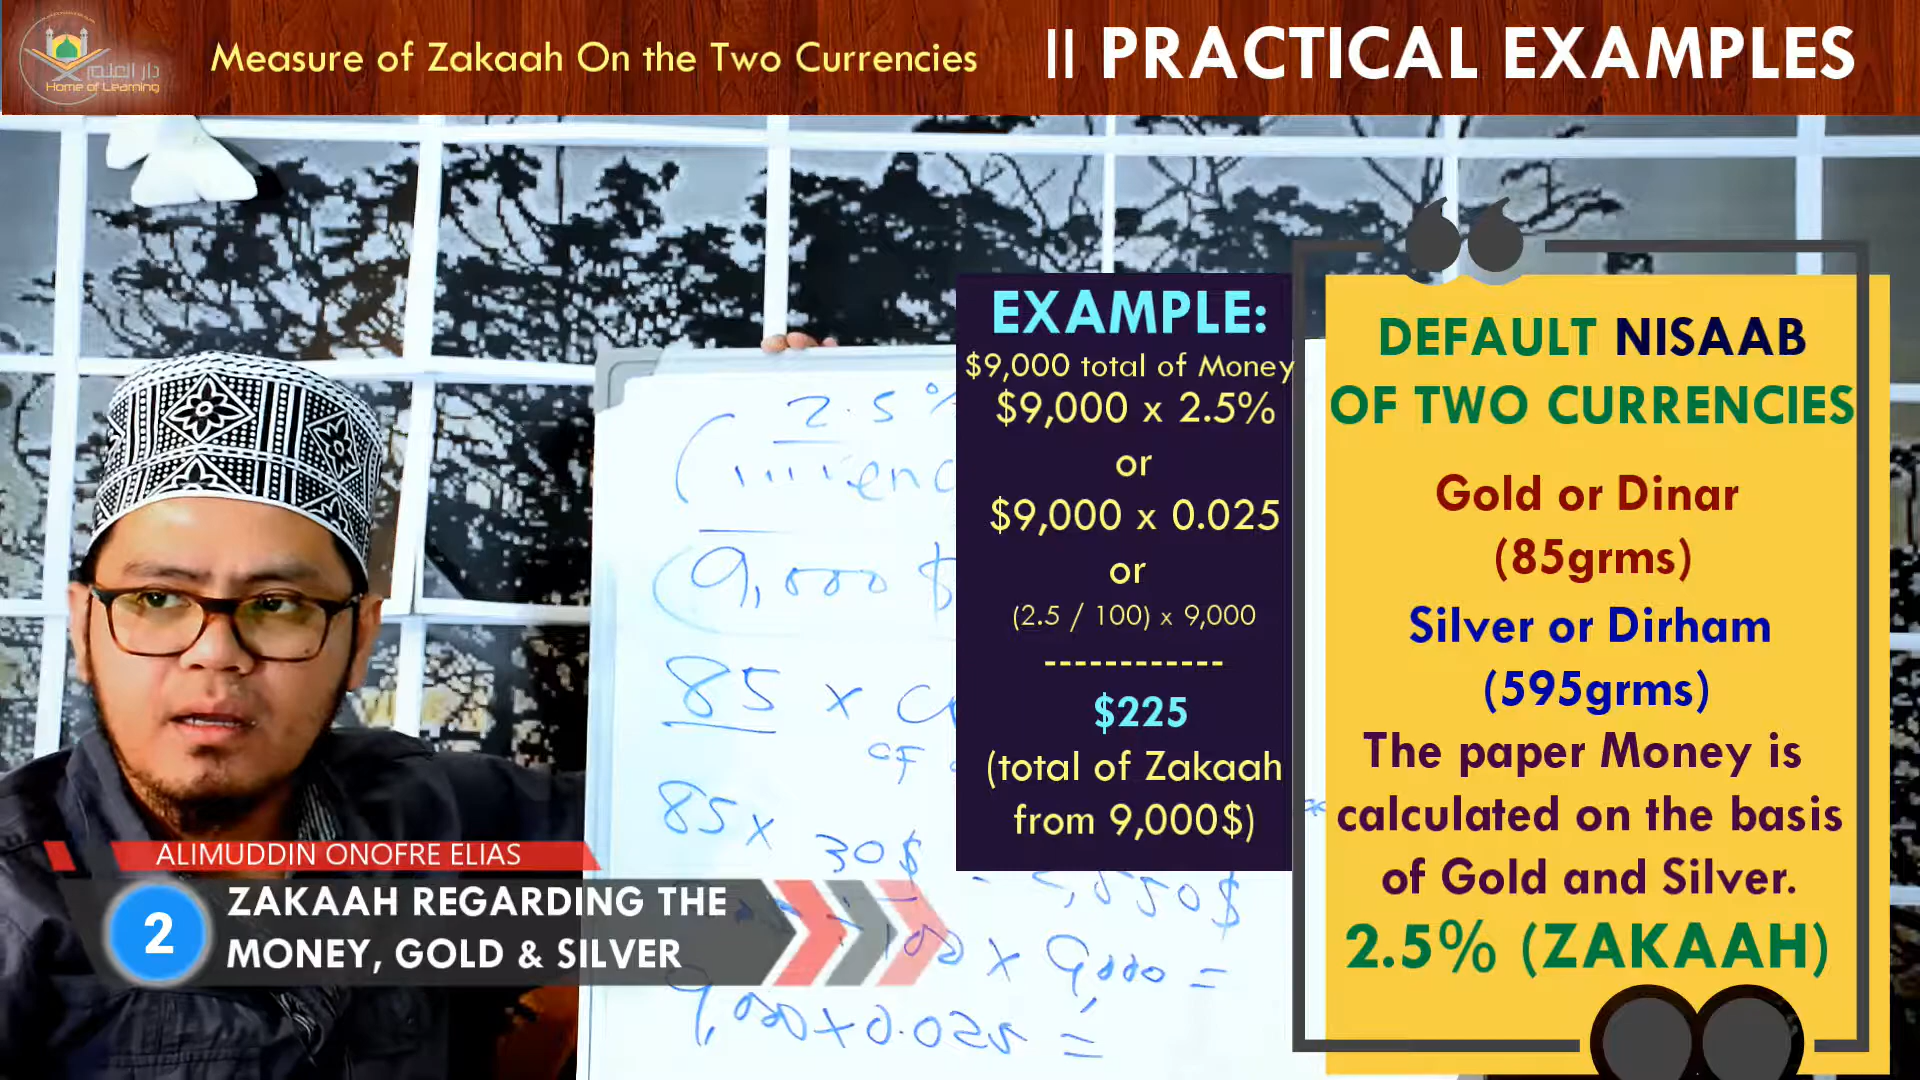 دار العلم
Home of Learning
Measure of Zakaah On the Two Currencies
|| PRACTICAL EXAMPLES
2.5%
9,000 $
85 x
85 x 30$
,550$
100 x 9,000 =
9,000 x 0.025 =
EXAMPLE:
$9,000 total of Money
$9,000 x 2.5%
or
$9,000 x 0.025
or
(2.5 / 100) x 9,000
------------
$225
(total of Zakaah
from 9,000$)
DEFAULT NISAAB
OF TWO CURRENCIES
Gold or Dinar
(85grms)
Silver or Dirham
(595grms)
The paper Money is
calculated on the basis
of Gold and Silver.
2.5% (ZAKAAH)
ALIMUDDIN ONOFRE ELIAS
2
ZAKAAH REGARDING THE
MONEY, GOLD & SILVER